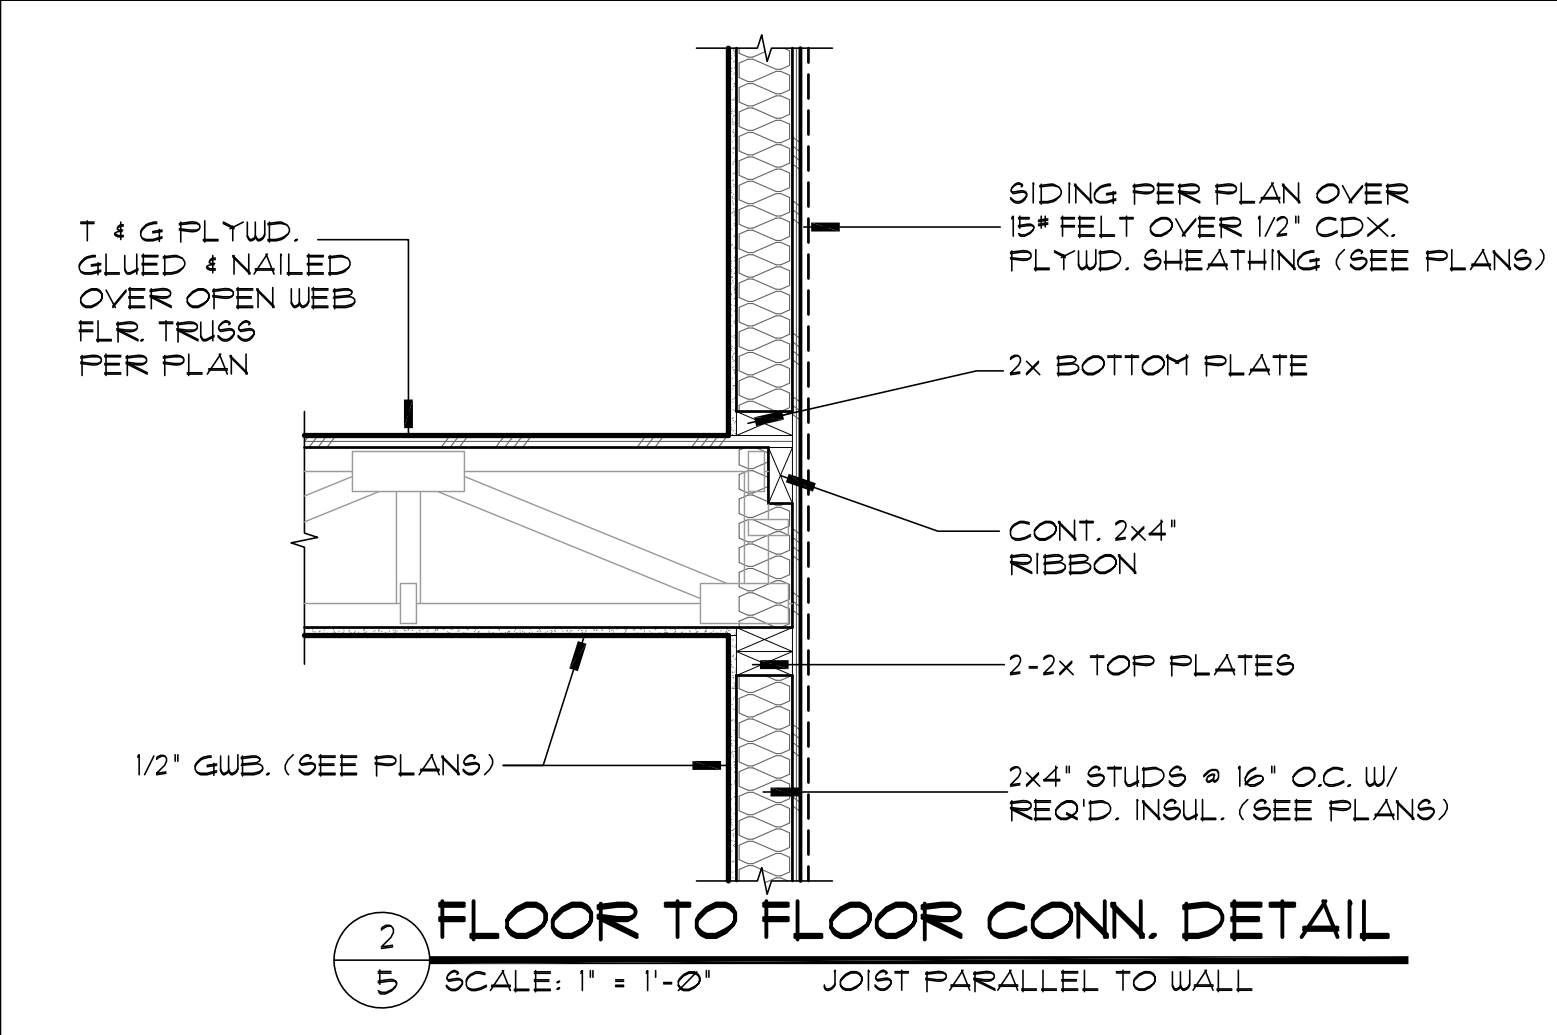 T & G PLYWD.
GLUED & NAILED
OVER OPEN WEB
FLR. TRUSS
PER PLAN
SIDING PER PLAN OVER
15# FELT OVER 1/2" CDX.
PLYWD. SHEATHING (SEE PLANS)
2x BOTTOM PLATE
CONT. 2x4"
RIBBON
2-2x TOP PLATES
1/2" GWB. (SEE PLANS)
2x4" STUDS @ 16" O.C. W/
REQ'D. INSUL. (SEE PLANS)
2
5
FLOOR TO FLOOR CONN. DETAIL
SCALE: 1" = 1'-0" JOIST PARALLEL TO WALL